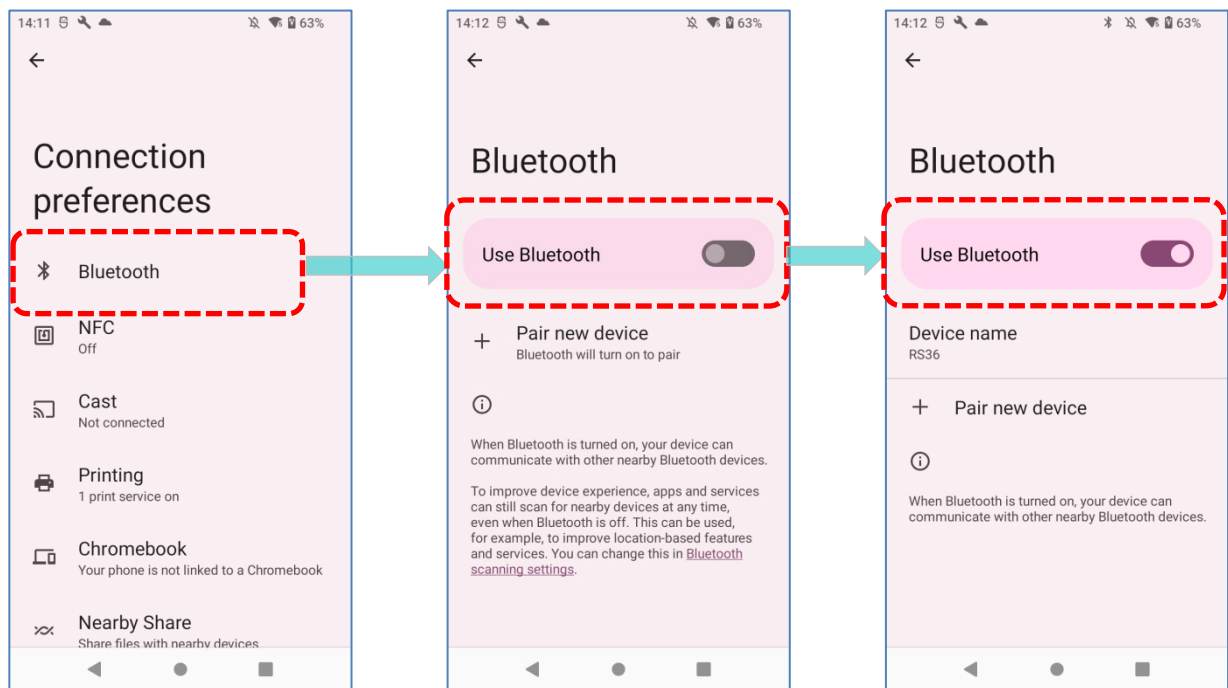 14:11 63%
Connection
preferences
Bluetooth
NFC
Off
Cast
Not connected
Printing
1 print service on
Chromebook
Your phone is not linked to a Chromebook
Nearby Share
Share files with nearby devices
14:12 63%
Bluetooth
Use Bluetooth
Pair new device
Bluetooth will turn on to pair
When Bluetooth is turned on, your device can
communicate with other nearby Bluetooth devices.
To improve device experience, apps and services
can still scan for nearby devices at any time,
even when Bluetooth is off. This can be used,
for example, to improve location-based features
and services. You can change this in Bluetooth
scanning settings.
14:12 63%
Bluetooth
Use Bluetooth
Device name
RS36
Pair new device
When Bluetooth is turned on, your device can
communicate with other nearby Bluetooth devices.